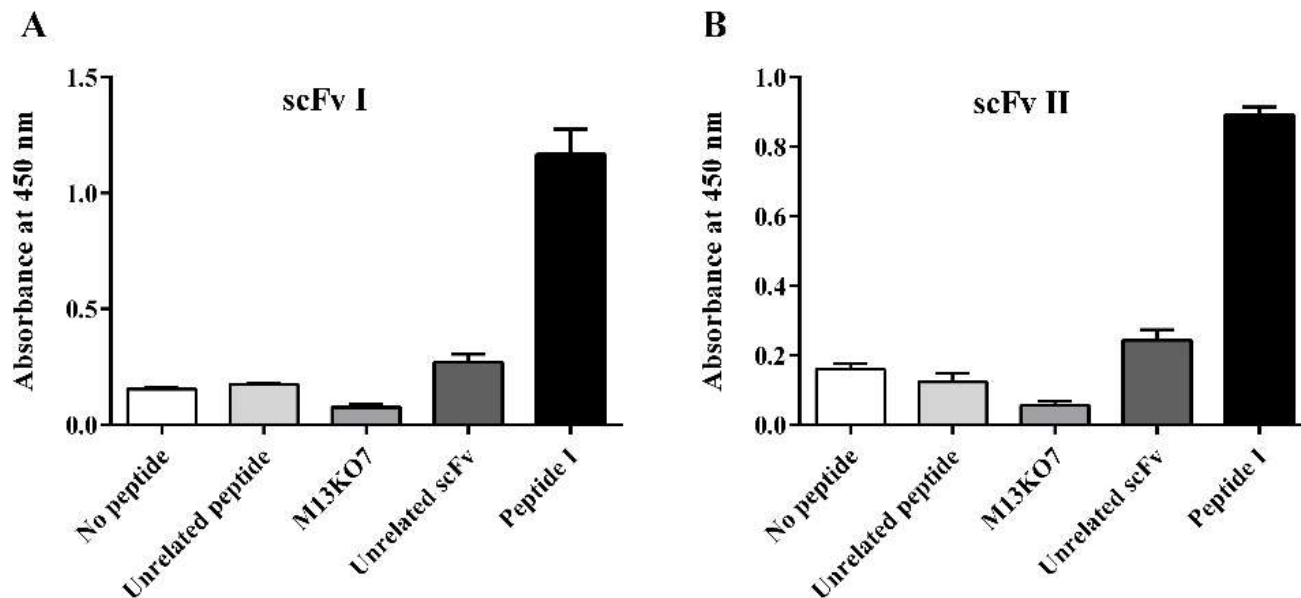 A
scFv I
Absorbance at 450 nm
1.5
1.0
0.5
0.0
No peptide
Unrelated peptide
M13KO7
Unrelated scFv
Peptide I
B
scFv II
Absorbance at 450 nm
1.0
0.8
0.6
0.4
0.2
0.0
No peptide
Unrelated peptide
M13KO7
Unrelated scFv
Peptide I